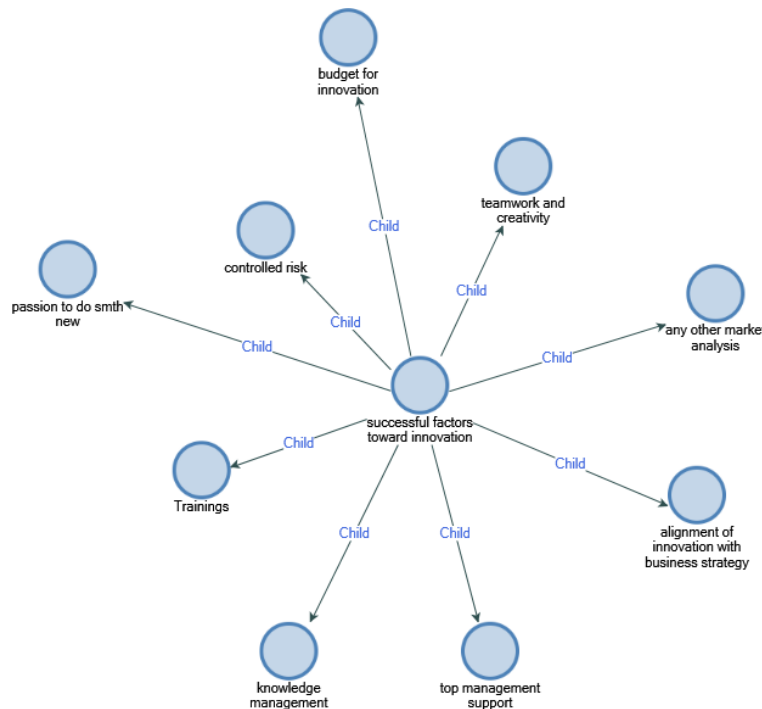 budget for
innovation
teamwork and
creativity
Child
controlled risk
passion to do smth
new
Child
Child
any other marke
analysis
Child
Child
Child
successful factors
toward innovation
Child
Child
Trainings
Child
Child
alignment of
innovation with
business strategy
knowledge
management
top management
support